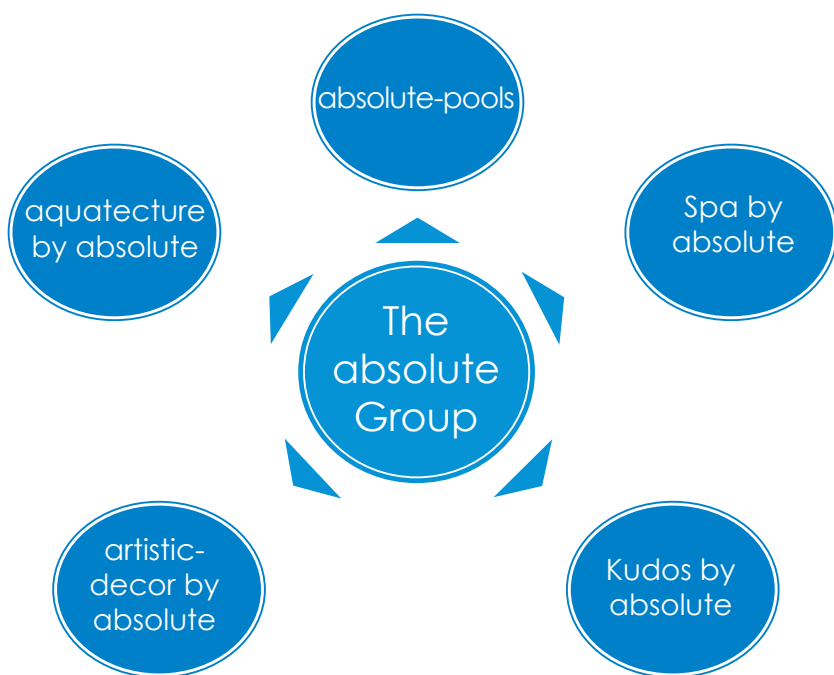 absolute-pools
aquatecture
by absolute
Spa by
absolute
The
absolute
Group
artistic-
decor by
absolute
Kudos by
absolute